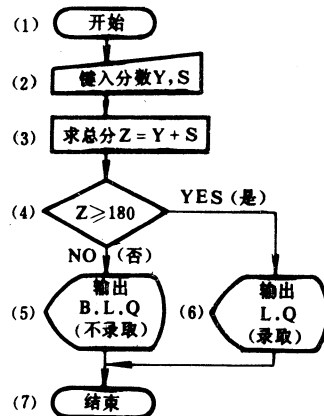 (1) 开始
(2) 键入分数Y,S
(3) 求总分Z=Y+S
(4) Z≥180
YES(是)
NO(否)
(5) 输出
B.L.Q
(不录取)
(6) 输出
L.Q
(录取)
(7) 结束